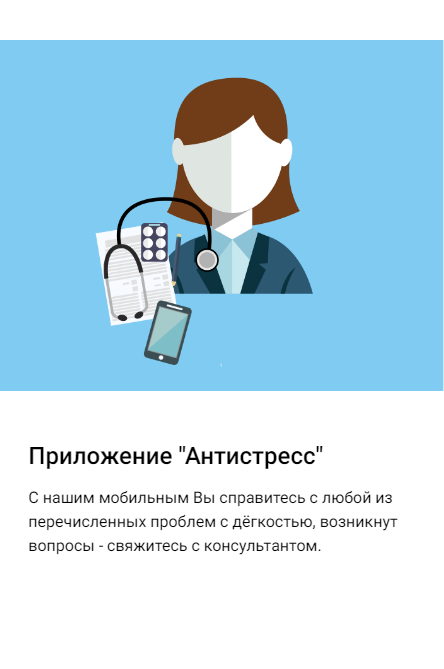 Приложение "Антистресс"
С нашим мобильным Вы справитесь с любой из
перечисленных проблем с дёгкостью, возникнут
вопросы - свяжитесь с консультантом.